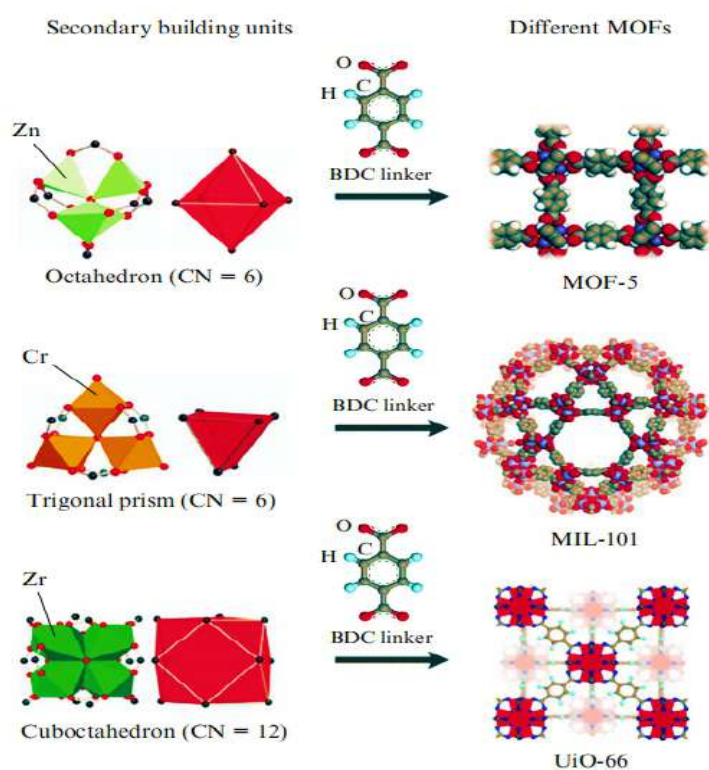 Secondary building units
Different MOFs
O
C
H
Zn
BDC linker
Octahedron (CN = 6)
MOF-5
O
C
H
Cr
BDC linker
Trigonal prism (CN = 6)
MIL-101
O
C
H
Zr
BDC linker
Cuboctahedron (CN = 12)
UiO-66